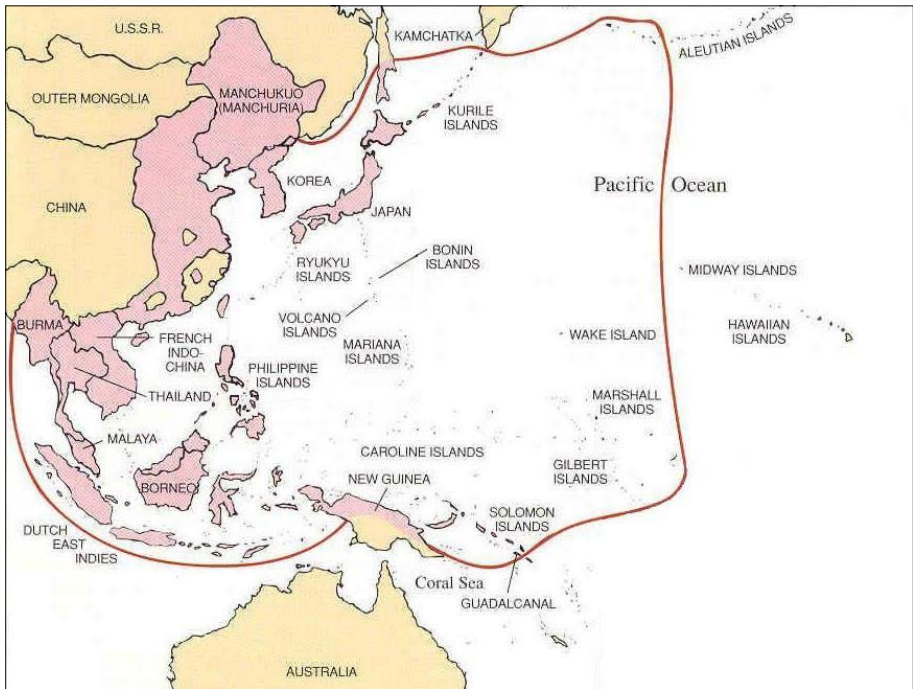 U.S.S.R.
KAMCHATKA
ALEUTIAN ISLANDS
OUTER MONGOLIA
MANCHUKUO
(MANCHURIA)
KURILE
ISLANDS
KOREA
Pacific Ocean
CHINA
JAPAN
RYUKYU
ISLANDS
BONIN
ISLANDS
MIDWAY ISLANDS
BURMA
VOLCANO
ISLANDS
FRENCH
INDO-
CHINA
MARIANA
ISLANDS
WAKE ISLAND
HAWAIIAN
ISLANDS
PHILIPPINE
ISLANDS
THAILAND
MARSHALL
ISLANDS
MALAYA
CAROLINE ISLANDS
GILBERT
ISLANDS
BORNEO
NEW GUINEA
SOLOMON
ISLANDS
DUTCH
EAST
INDIES
Coral Sea
GUADALCANAL
AUSTRALIA